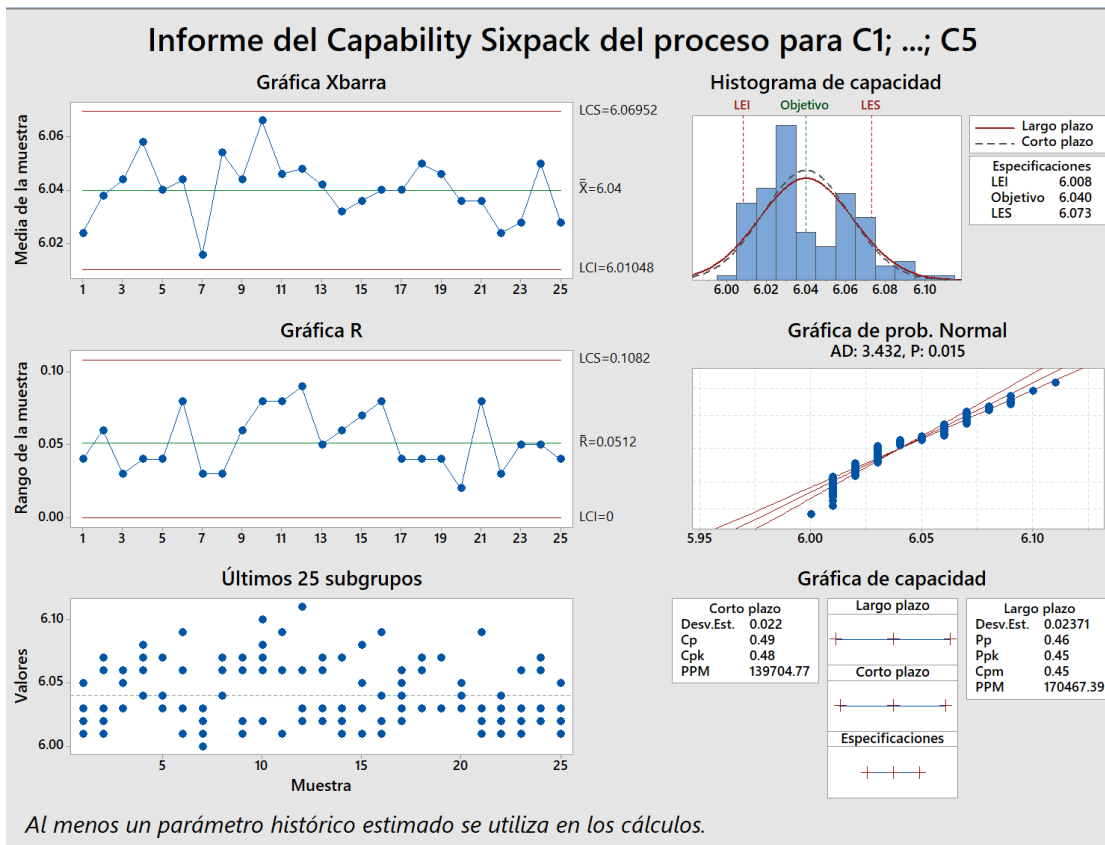 Informe del Capability Sixpack del proceso para C1; ...; C5
Gráfica Xbarra
Media de la muestra
6.06
6.04
6.02
LCS=6.06952
X̿=6.04
LCI=6.01048
1 3 5 7 9 11 13 15 17 19 21 23 25
Histograma de capacidad
LEI Objetivo LES
6.00 6.02 6.04 6.06 6.08 6.10
Largo plazo
Corto plazo
Especificaciones
LEI 6.008
Objetivo 6.040
LES 6.073
Gráfica R
Rango de la muestra
0.10
0.05
0.00
LCS=0.1082
R̅=0.0512
LCI=0
1 3 5 7 9 11 13 15 17 19 21 23 25
Gráfica de prob. Normal
AD: 3.432, P: 0.015
5.95 6.00 6.05 6.10
Últimos 25 subgrupos
Valores
6.10
6.05
6.00
5 10 15 20 25
Muestra
Gráfica de capacidad
Corto plazo
Desv.Est. 0.022
Cp 0.49
Cpk 0.48
PPM 139704.77
Largo plazo
Corto plazo
Especificaciones
Largo plazo
Desv.Est. 0.02371
Pp 0.46
Ppk 0.45
Cpm 0.45
PPM 170467.39
Al menos un parámetro histórico estimado se utiliza en los cálculos.